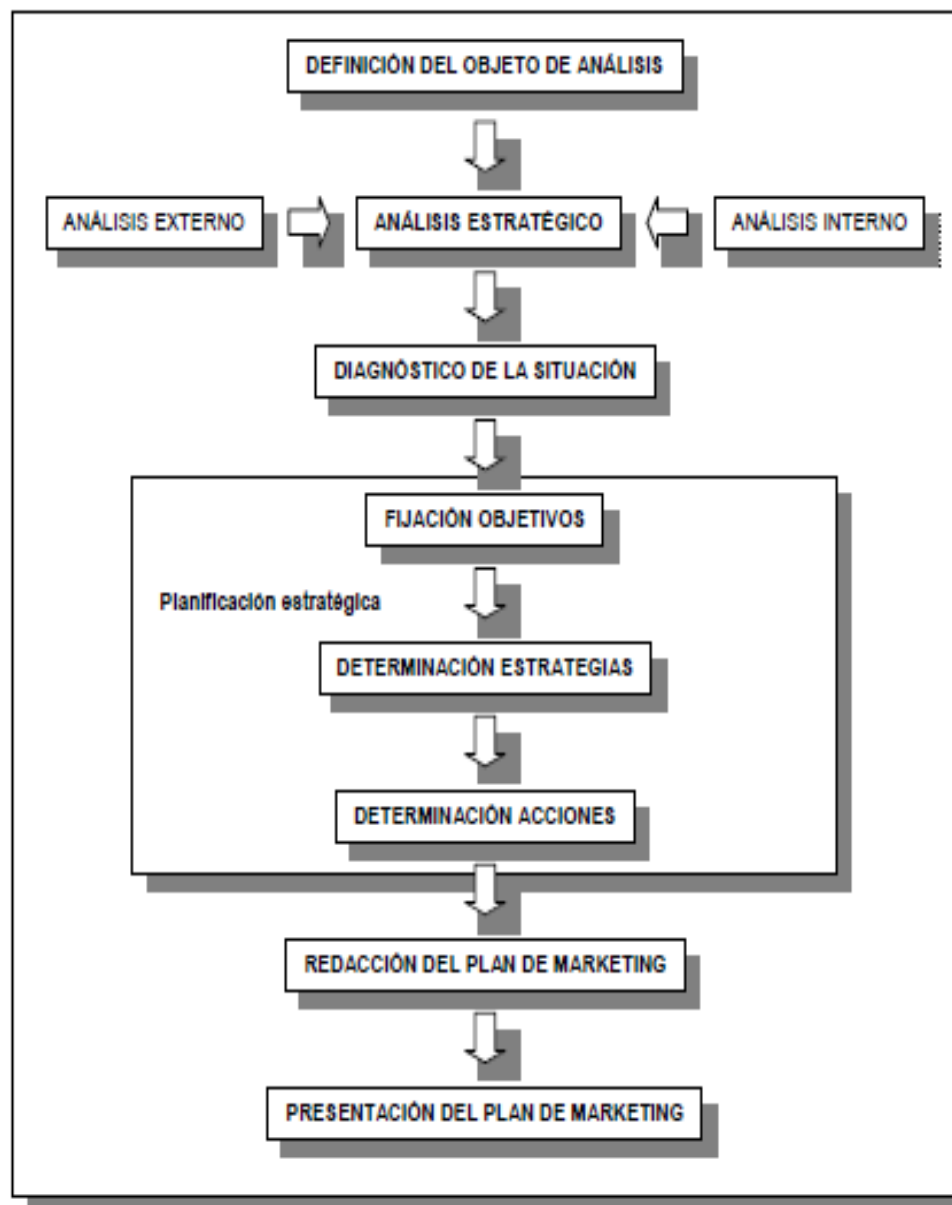 DEFINICIÓN DEL OBJETO DE ANÁLISIS
ANÁLISIS EXTERNO
ANÁLISIS ESTRATÉGICO
ANÁLISIS INTERNO
DIAGNÓSTICO DE LA SITUACIÓN
FIJACIÓN OBJETIVOS
Planificación estratégica
DETERMINACIÓN ESTRATEGIAS
DETERMINACIÓN ACCIONES
REDACCIÓN DEL PLAN DE MARKETING
PRESENTACIÓN DEL PLAN DE MARKETING